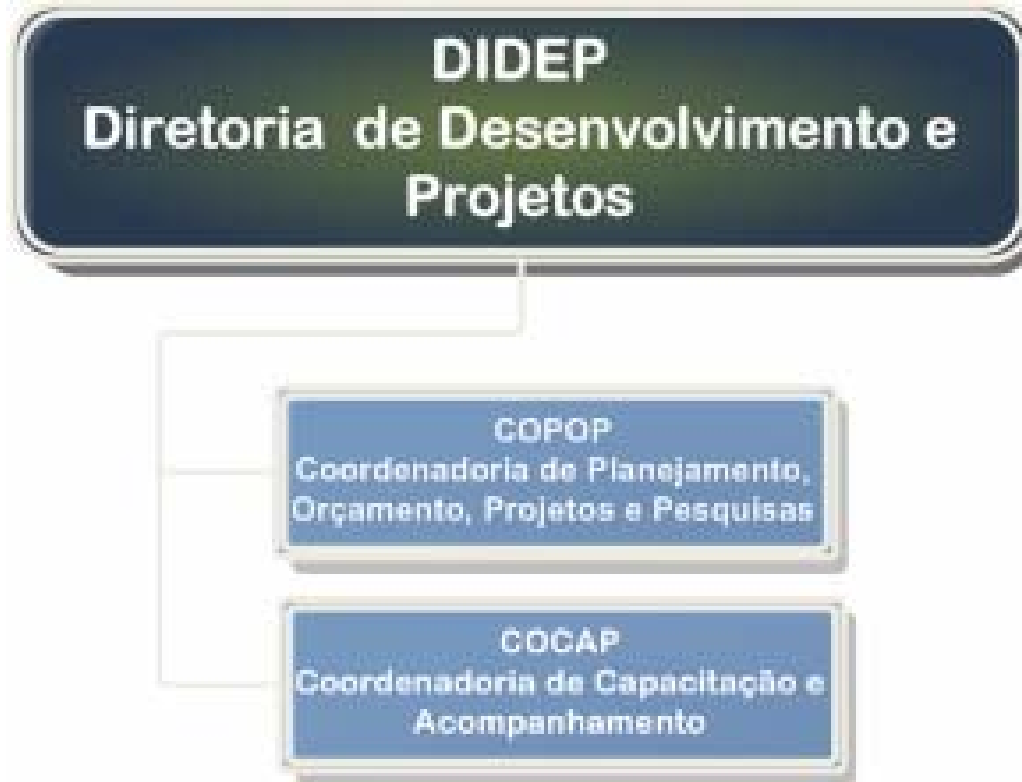 DIDEP
Diretoria de Desenvolvimento e
Projetos
COPOP
Coordenadoria de Planejamento,
Orçamento, Projetos e Pesquisas
COCAP
Coordenadoria de Capacitação e
Acompanhamento